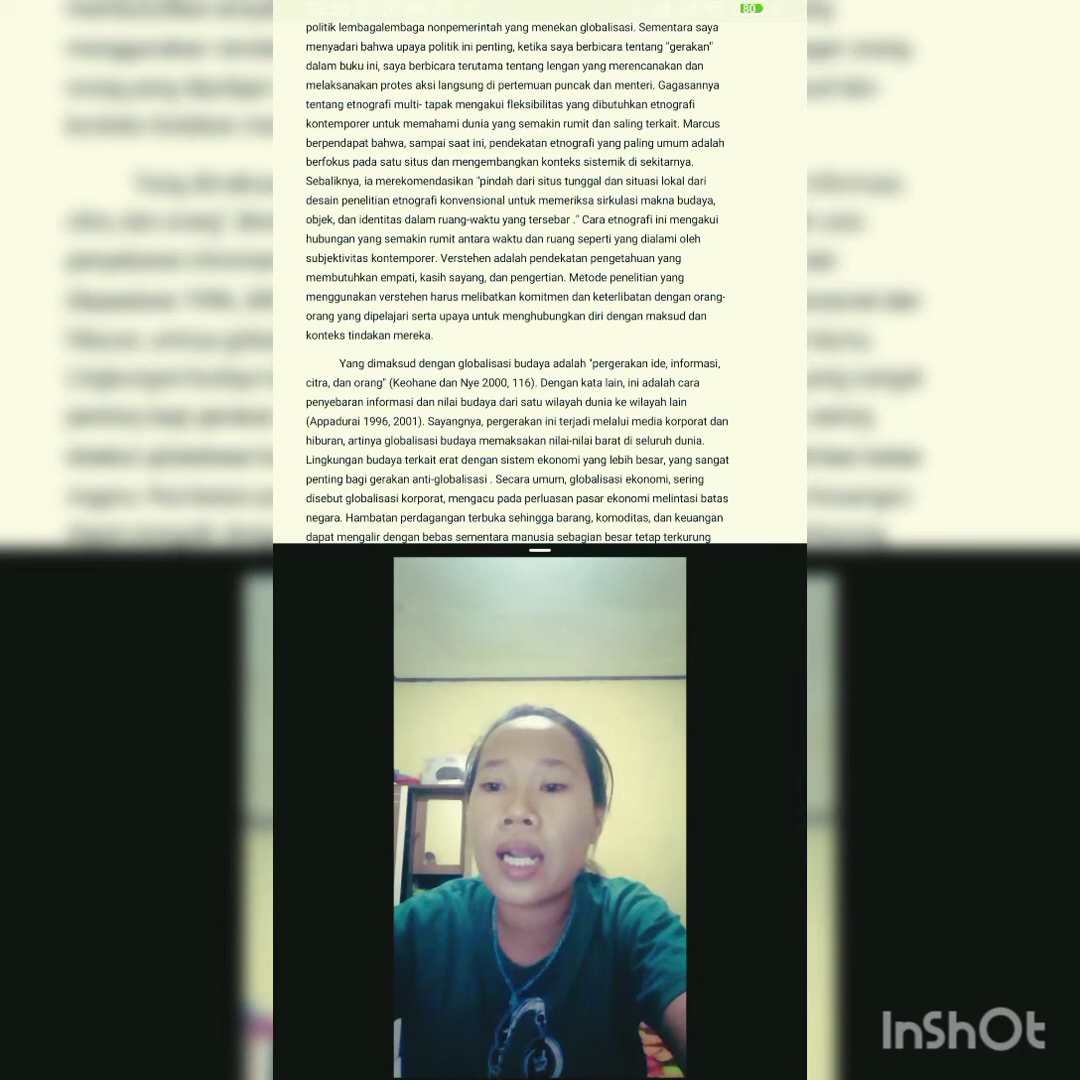 80
politik lembagalembaga nonpemerintah yang menekan globalisasi. Sementara saya
menyadari bahwa upaya politik ini penting, ketika saya berbicara tentang "gerakan"
dalam buku ini, saya berbicara terutama tentang lengan yang merencanakan dan
melaksanakan protes aksi langsung di pertemuan puncak dan menteri. Gagasannya
tentang etnografi multi- tapak mengakui fleksibilitas yang dibutuhkan etnografi
kontemporer untuk memahami dunia yang semakin rumit dan saling terkait. Marcus
berpendapat bahwa, sampai saat ini, pendekatan etnografi yang paling umum adalah
berfokus pada satu situs dan mengembangkan konteks sistemik di sekitarnya.
Sebaliknya, ia merekomendasikan "pindah dari situs tunggal dan situasi lokal dari
desain penelitian etnografi konvensional untuk memeriksa sirkulasi makna budaya,
objek, dan identitas dalam ruang-waktu yang tersebar ." Cara etnografi ini mengakui
hubungan yang semakin rumit antara waktu dan ruang seperti yang dialami oleh
subjektivitas kontemporer. Verstehen adalah pendekatan pengetahuan yang
membutuhkan empati, kasih sayang, dan pengertian. Metode penelitian yang
menggunakan verstehen harus melibatkan komitmen dan keterlibatan dengan orang-
orang yang dipelajari serta upaya untuk menghubungkan diri dengan maksud dan
konteks tindakan mereka.
Yang dimaksud dengan globalisasi budaya adalah "pergerakan ide, informasi,
citra, dan orang" (Keohane dan Nye 2000, 116). Dengan kata lain, ini adalah cara
penyebaran informasi dan nilai budaya dari satu wilayah dunia ke wilayah lain
(Appadurai 1996, 2001). Sayangnya, pergerakan ini terjadi melalui media korporat dan
hiburan, artinya globalisasi budaya memaksakan nilai-nilai barat di seluruh dunia.
Lingkungan budaya terkait erat dengan sistem ekonomi yang lebih besar, yang sangat
penting bagi gerakan anti-globalisasi . Secara umum, globalisasi ekonomi, sering
disebut globalisasi korporat, mengacu pada perluasan pasar ekonomi melintasi batas
negara. Hambatan perdagangan terbuka sehingga barang, komoditas, dan keuangan
dapat mengalir dengan bebas sementara manusia sebagian besar tetap terkurung
InShOt